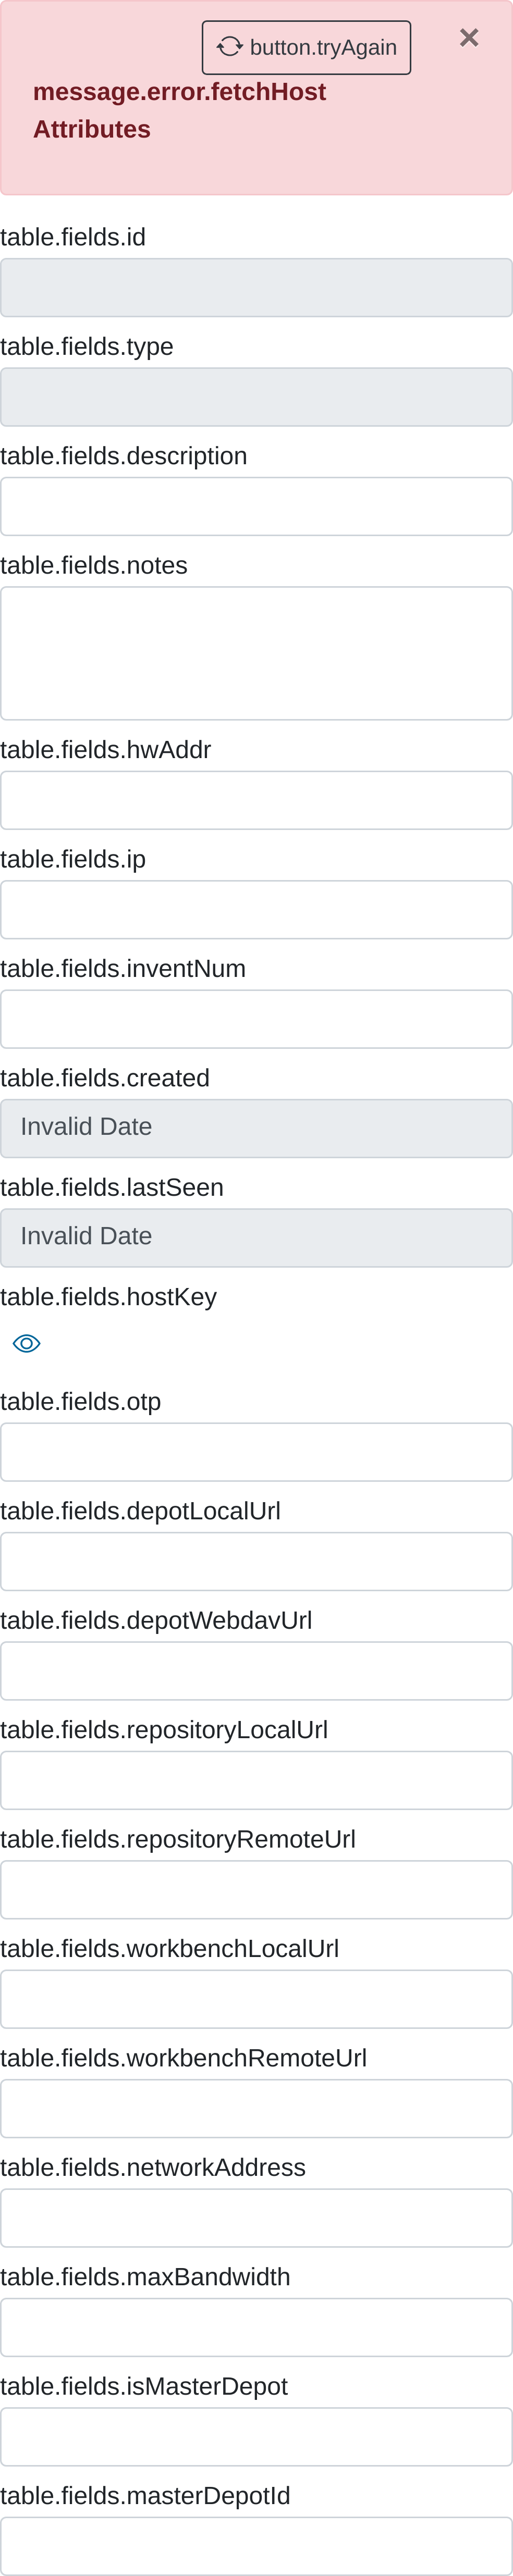 button.tryAgain
×
message.error.fetchHost
Attributes
table.fields.id
table.fields.type
table.fields.description
table.fields.notes
table.fields.hwAddr
table.fields.ip
table.fields.inventNum
table.fields.created
Invalid Date
table.fields.lastSeen
Invalid Date
table.fields.hostKey
table.fields.otp
table.fields.depotLocalUrl
table.fields.depotWebdavUrl
table.fields.repositoryLocalUrl
table.fields.repositoryRemoteUrl
table.fields.workbenchLocalUrl
table.fields.workbenchRemoteUrl
table.fields.networkAddress
table.fields.maxBandwidth
table.fields.isMasterDepot
table.fields.masterDepotId